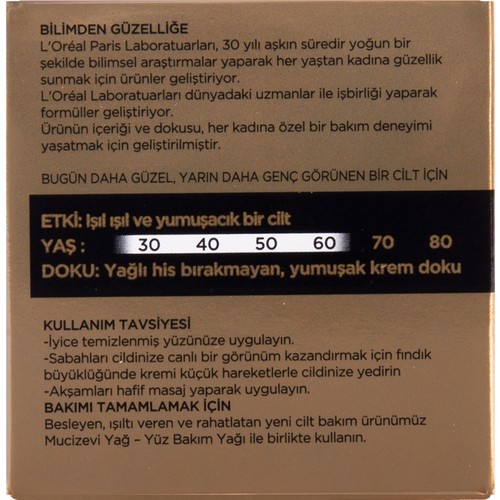 BİLİMDEN GÜZELLİĞE
L'Oréal Paris Laboratuarları, 30 yılı aşkın süredir yoğun bir
şekilde bilimsel araştırmalar yaparak her yaştan kadına güzellik
sunmak için ürünler geliştiriyor.
L'Oréal Laboratuarları dünyadaki uzmanlar ile işbirliği yaparak
formüller geliştiriyor.
Ürünün içeriği ve dokusu, her kadına özel bir bakım deneyimi
yaşatmak için geliştirilmiştir.
BUGÜN DAHA GÜZEL, YARIN DAHA GENÇ GÖRÜNEN BİR CİLT İÇİN
ETKİ: Işıl ışıl ve yumuşacık bir cilt
YAŞ : 30 40 50 60 70 80
DOKU: Yağlı his bırakmayan, yumuşak krem doku
KULLANIM TAVSİYESİ
-İyice temizlenmiş yüzünüze uygulayın.
-Sabahları cildinize canlı bir görünüm kazandırmak için fındık
büyüklüğünde kremi küçük hareketlerle cildinize yedirin
-Akşamları hafif masaj yaparak uygulayın.
BAKIMI TAMAMLAMAK İÇİN
Besleyen, ışıltı veren ve rahatlatan yeni cilt bakım ürünümüz
Mucizevi Yağ – Yüz Bakım Yağı ile birlikte kullanın.